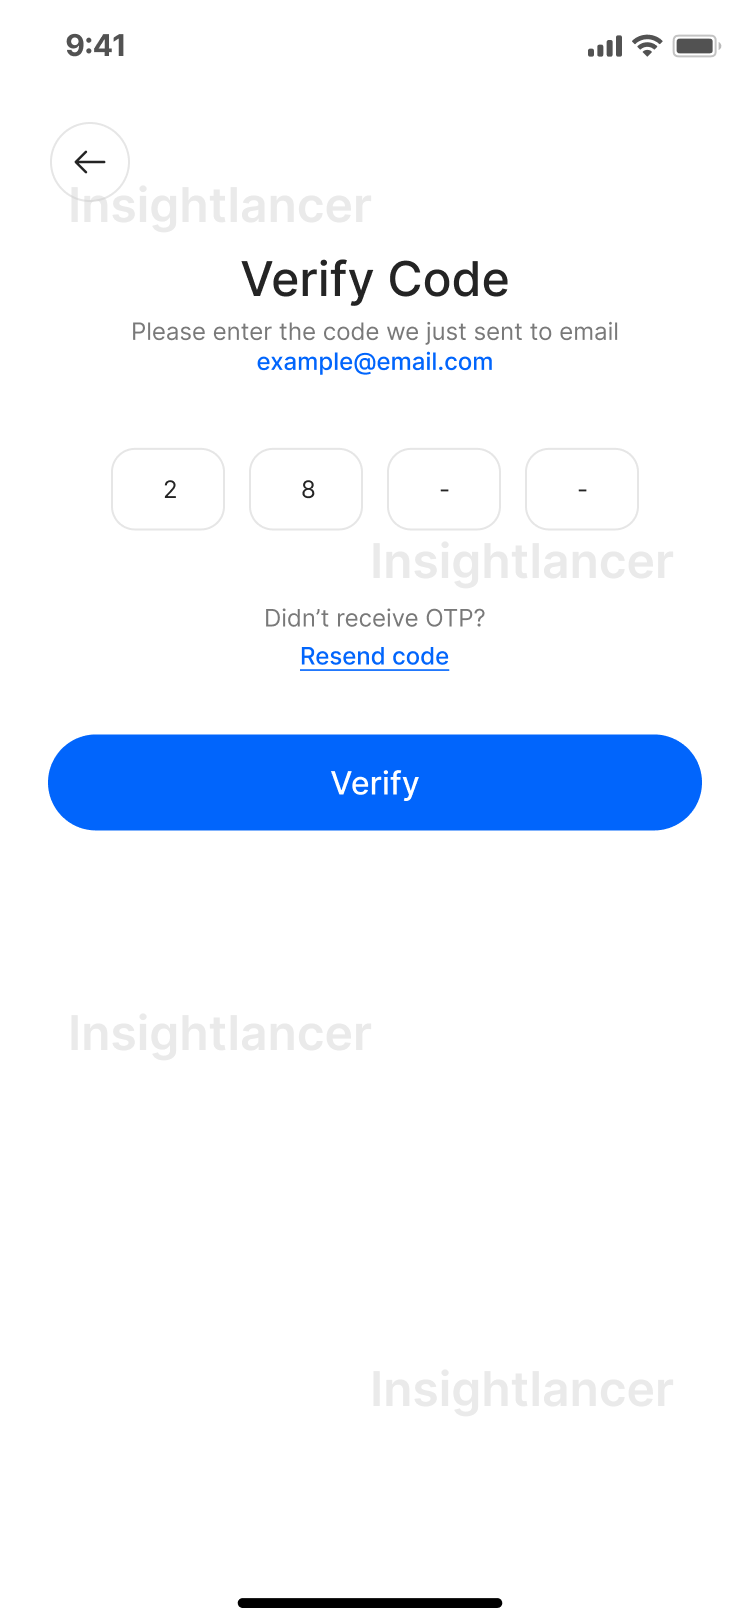 9:41
Insightlancer
Verify Code
Please enter the code we just sent to email
example@email.com
2 8 - -
Insightlancer
Didn’t receive OTP?
Resend code
Verify
Insightlancer
Insightlancer